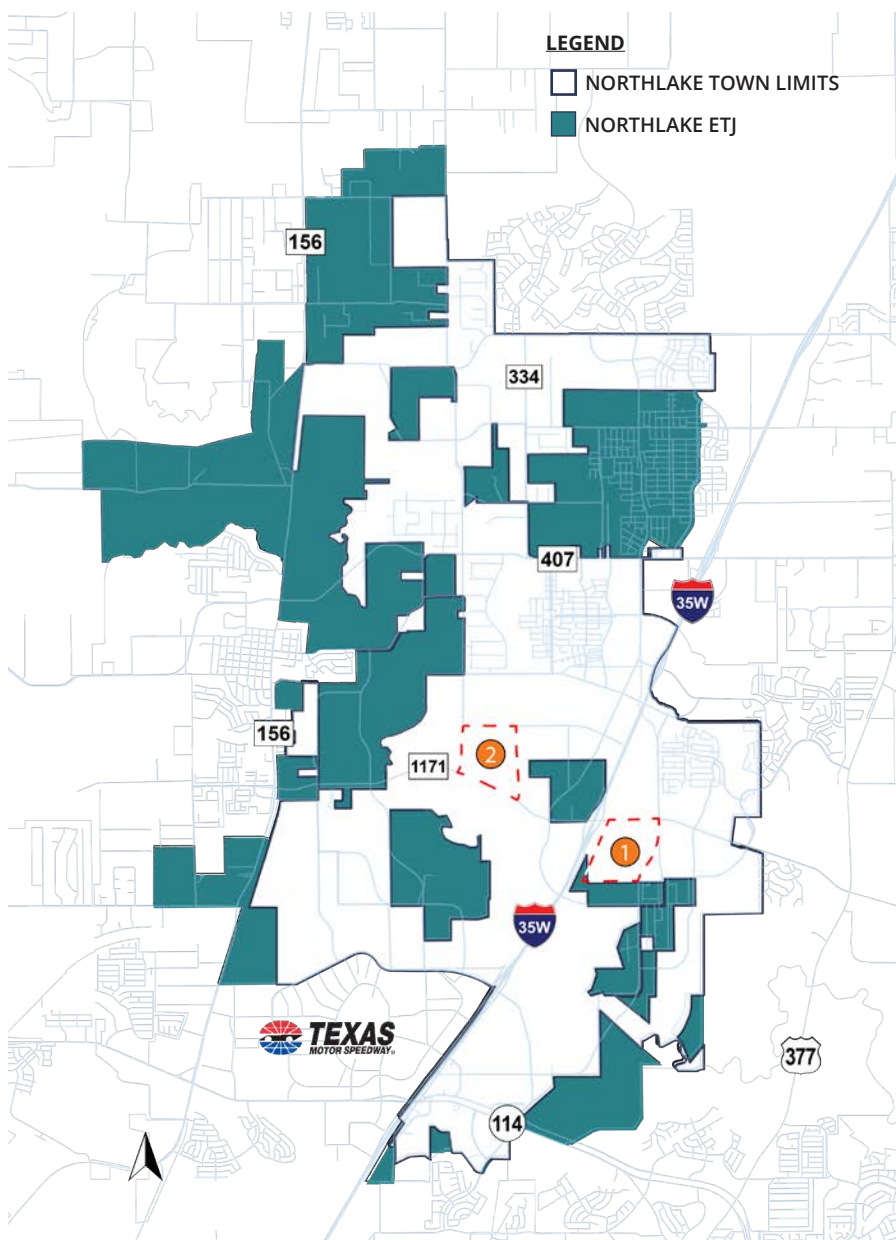 LEGEND
NORTHLAKE TOWN LIMITS
NORTHLAKE ETJ
156
334
407
35W
156
1171
2
1
35W
TEXAS
MOTOR SPEEDWAY®
377
114